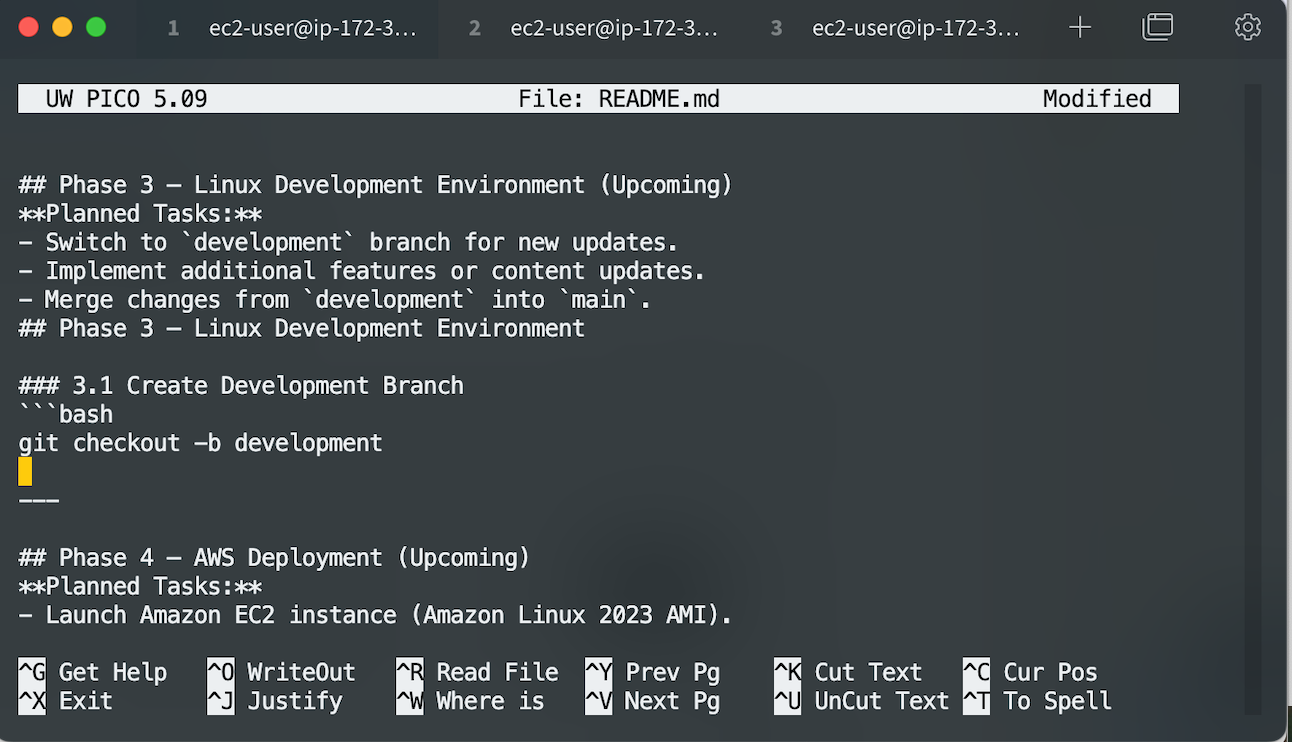 1 ec2-user@ip-172-3... 2 ec2-user@ip-172-3... 3 ec2-user@ip-172-3...
UW PICO 5.09 File: README.md Modified
## Phase 3 – Linux Development Environment (Upcoming)
**Planned Tasks:**
- Switch to `development` branch for new updates.
- Implement additional features or content updates.
- Merge changes from `development` into `main`.
## Phase 3 – Linux Development Environment
### 3.1 Create Development Branch
```bash
git checkout -b development
---
## Phase 4 – AWS Deployment (Upcoming)
**Planned Tasks:**
- Launch Amazon EC2 instance (Amazon Linux 2023 AMI).
^G Get Help ^O WriteOut ^R Read File ^Y Prev Pg ^K Cut Text ^C Cur Pos
^X Exit ^J Justify ^W Where is ^V Next Pg ^U UnCut Text ^T To Spell